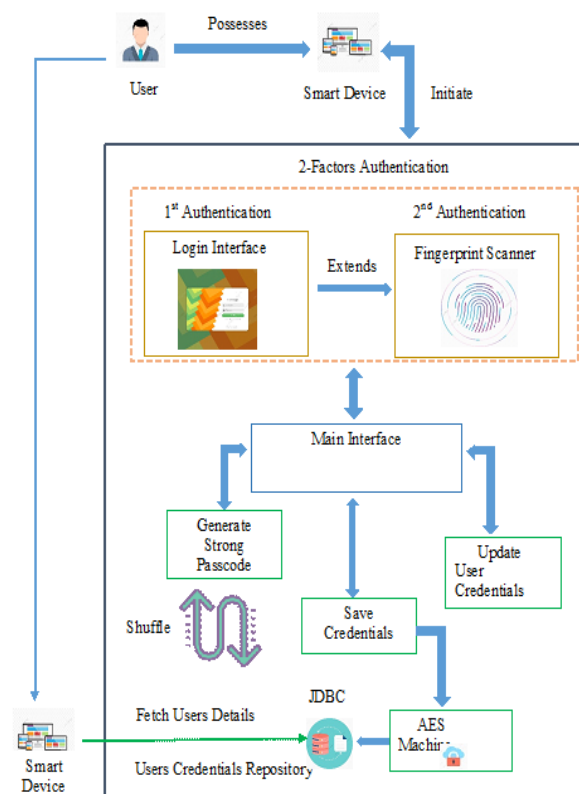 Possesses
User
Smart Device
Initiate
2-Factors Authentication
1st Authentication
2nd Authentication
Login Interface
Extends
Fingerprint Scanner
Main Interface
Generate
Strong
Passcode
Update
User
Credentials
Shuffle
Save
Credentials
JDBC
Fetch Users Details
AES
Machine
Users Credentials Repository
Smart
Device